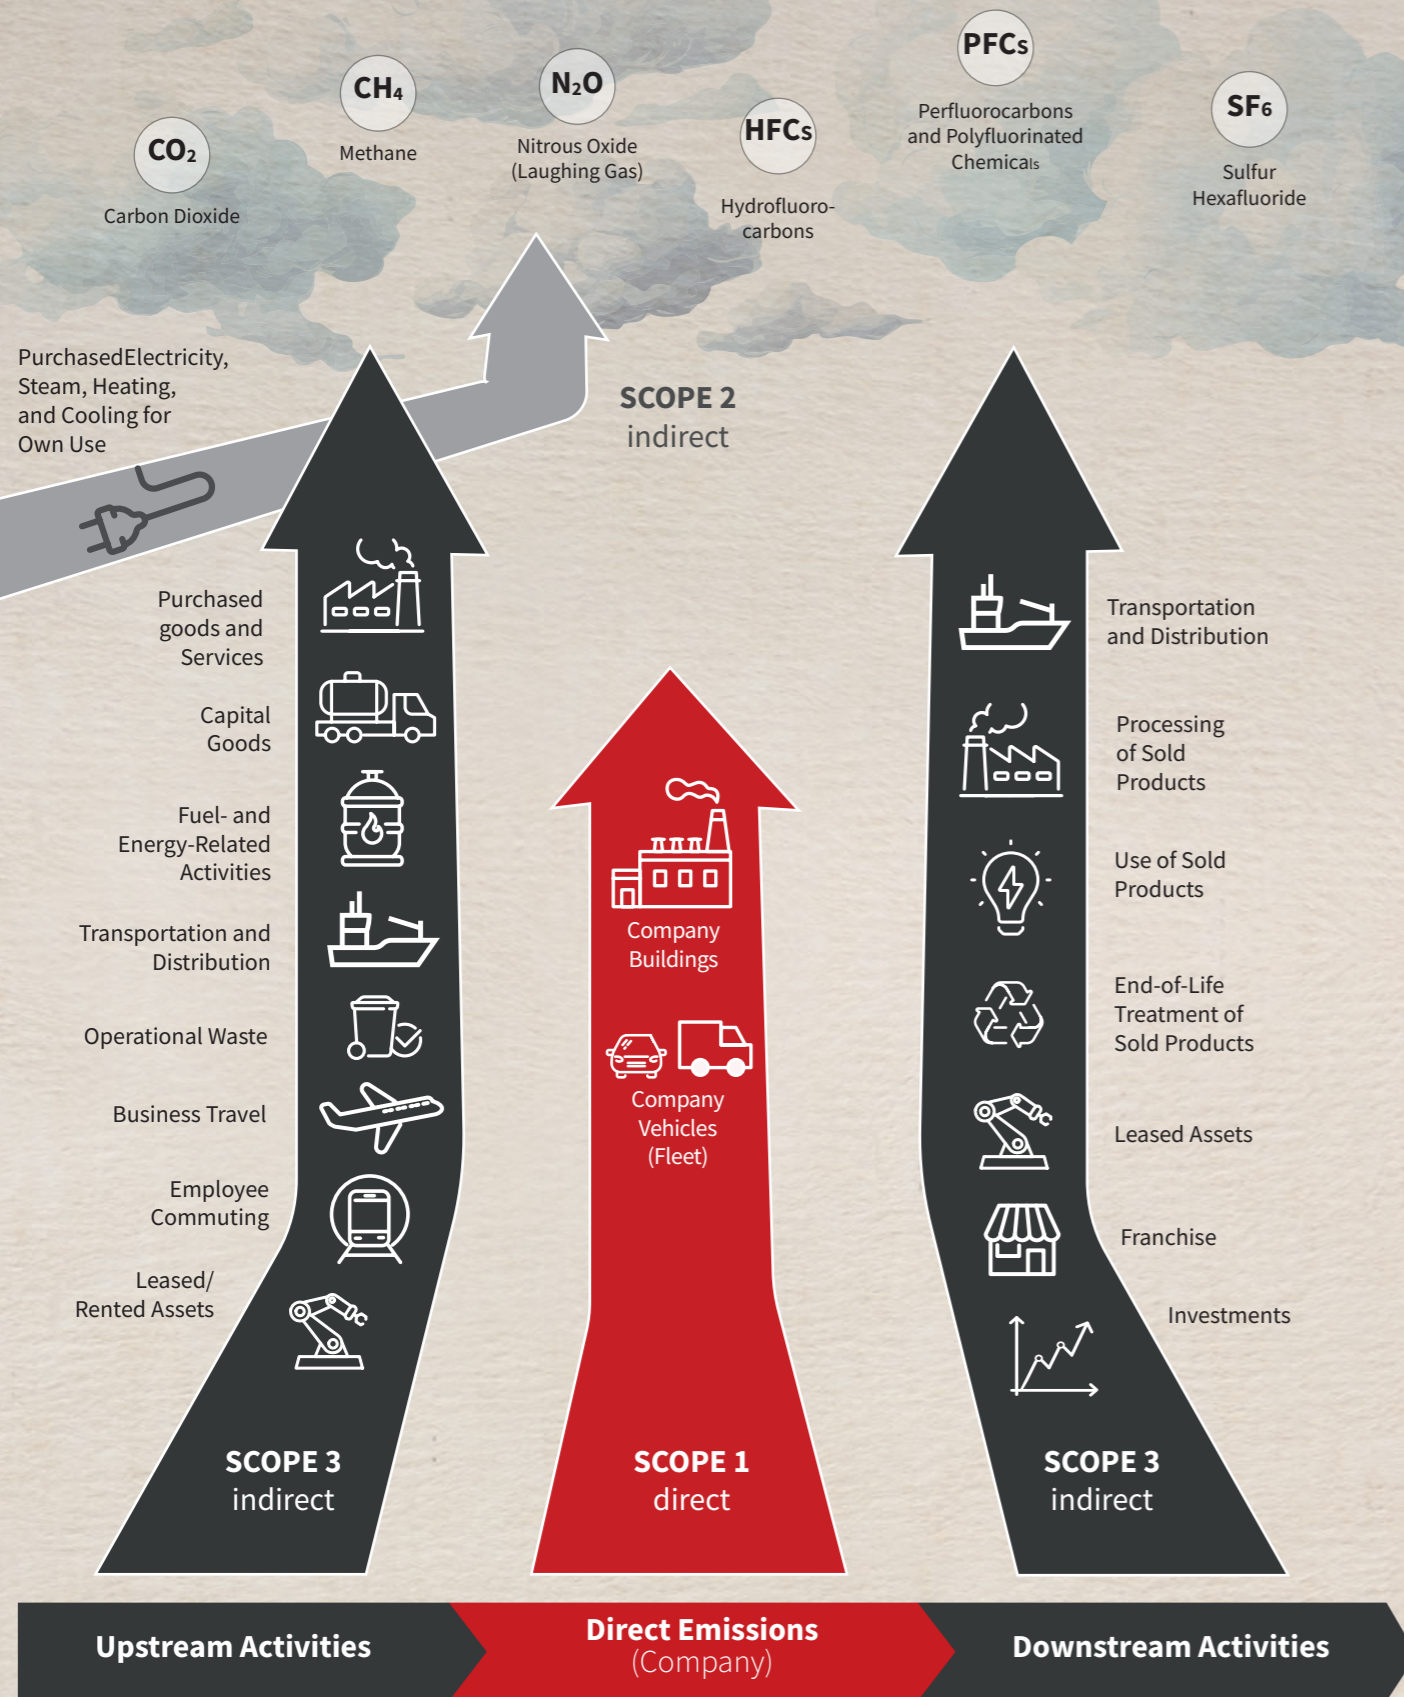 PFCs
CH4
N2O
SF6
HFCs
CO2
Perfluorocarbons
and Polyfluorinated
Chemicals
Methane
Nitrous Oxide
(Laughing Gas)
Sulfur
Hexafluoride
Carbon Dioxide
Hydrofluoro-
carbons
PurchasedElectricity,
Steam, Heating,
and Cooling for
Own Use
SCOPE 2
indirect
Purchased
goods and
Services
Capital
Goods
Fuel- and
Energy-Related
Activities
Transportation and
Distribution
Operational Waste
Business Travel
Employee
Commuting
Leased/
Rented Assets
SCOPE 3
indirect
Company
Buildings
Company
Vehicles
(Fleet)
SCOPE 1
direct
Transportation
and Distribution
Processing
of Sold
Products
Use of Sold
Products
End-of-Life
Treatment of
Sold Products
Leased Assets
Franchise
Investments
SCOPE 3
indirect
Upstream Activities
Direct Emissions
(Company)
Downstream Activities